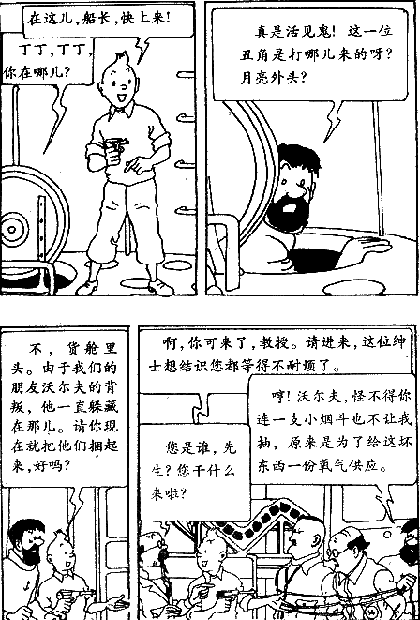 在这儿,船长,快上来!
丁丁,丁丁,
你在哪儿?
真是活见鬼!这一位
丑角是打哪儿来的呀?
月亮外头?
不,货舱里
头。由于我们的
朋友沃尔夫的背
叛,他一直躲藏
在那儿。请你现
在就把他们捆起
来,好吗?
啊,你可来了,教授。请进来,这位绅
士想结识您都等得不耐烦了。
哼!沃尔夫,怪不得你
连一支小烟斗也不让我
抽,原来是为了给这坏
东西一份氧气供应。
您是谁,先
生?您干什么
来啦?